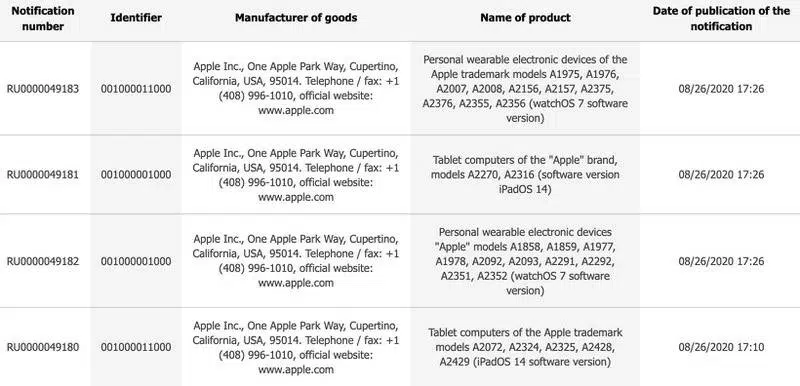 Notification number
Identifier
Manufacturer of goods
Name of product
Date of publication of the notification
RU0000049183
001000011000
Apple Inc., One Apple Park Way, Cupertino,
California, USA, 95014. Telephone / fax: +1
(408) 996-1010, official website:
www.apple.com
Personal wearable electronic devices of the
Apple trademark models A1975, A1976,
A2007, A2008, A2156, A2157, A2375,
A2376, A2355, A2356 (watchOS 7 software
version)
08/26/2020 17:26
RU0000049181
001000001000
Apple Inc., One Apple Park Way, Cupertino,
California, USA, 95014. Telephone / fax: +1
(408) 996-1010, official website:
www.apple.com
Tablet computers of the "Apple" brand,
models A2270, A2316 (software version
iPadOS 14)
08/26/2020 17:26
RU0000049182
001000001000
Apple Inc., One Apple Park Way, Cupertino,
California, USA, 95014. Telephone / fax: +1
(408) 996-1010, official website:
www.apple.com
Personal wearable electronic devices
"Apple" models A1858, A1859, A1977,
A1978, A2092, A2093, A2291, A2292,
A2351, A2352 (watchOS 7 software
version)
08/26/2020 17:26
RU0000049180
001000011000
Apple Inc., One Apple Park Way, Cupertino,
California, USA, 95014. Telephone / fax: +1
(408) 996-1010, official website:
www.apple.com
Tablet computers of the Apple trademark
models A2072, A2324, A2325, A2428,
A2429 (iPadOS 14 software version)
08/26/2020 17:10